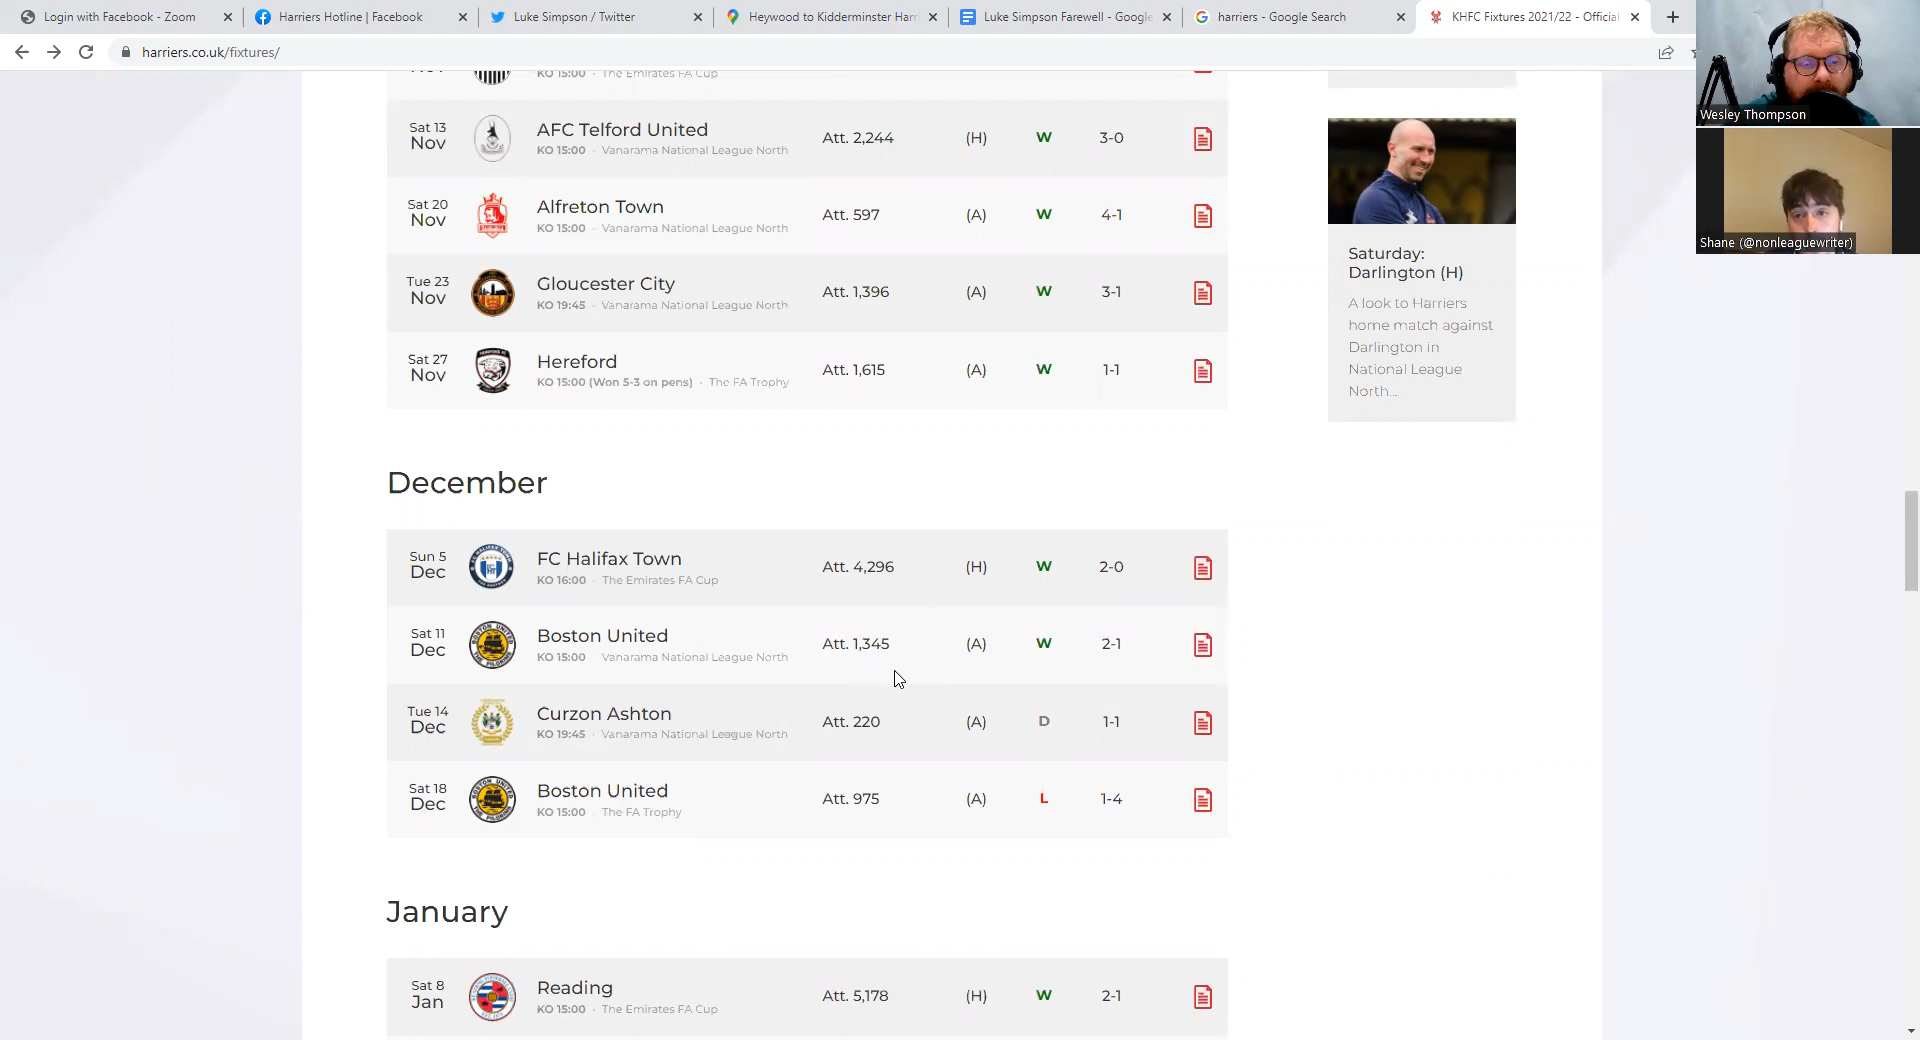 Login with Facebook - Zoom
Harriers Hotline | Facebook
Luke Simpson / Twitter
Heywood to Kidderminster Harri
Luke Simpson Farewell - Google
harriers - Google Search
KHFC Fixtures 2021/22 - Official
harriers.co.uk/fixtures/
Wesley Thompson
Shane (@nonleaguewriter)
KO 15:00 - The Emirates FA Cup
Sat 13 Nov AFC Telford United Att. 2,244 (H) W 3-0
KO 15:00 - Vanarama National League North
Sat 20 Nov Alfreton Town Att. 597 (A) W 4-1
KO 15:00 - Vanarama National League North
Tue 23 Nov Gloucester City Att. 1,396 (A) W 3-1
KO 19:45 - Vanarama National League North
Sat 27 Nov Hereford Att. 1,615 (A) W 1-1
KO 15:00 (Won 5-3 on pens) · The FA Trophy
Saturday:
Darlington (H)
A look to Harriers
home match against
Darlington in
National League
North...
December
Sun 5 Dec FC Halifax Town Att. 4,296 (H) W 2-0
KO 16:00 - The Emirates FA Cup
Sat 11 Dec Boston United Att. 1,345 (A) W 2-1
KO 15:00 Vanarama National League North
Tue 14 Dec Curzon Ashton Att. 220 (A) D 1-1
KO 19:45 · Vanarama National League North
Sat 18 Dec Boston United Att. 975 (A) L 1-4
KO 15:00 The FA Trophy
January
Sat 8 Jan Reading Att. 5,178 (H) W 2-1
KO 15:00 · The Emirates FA Cup